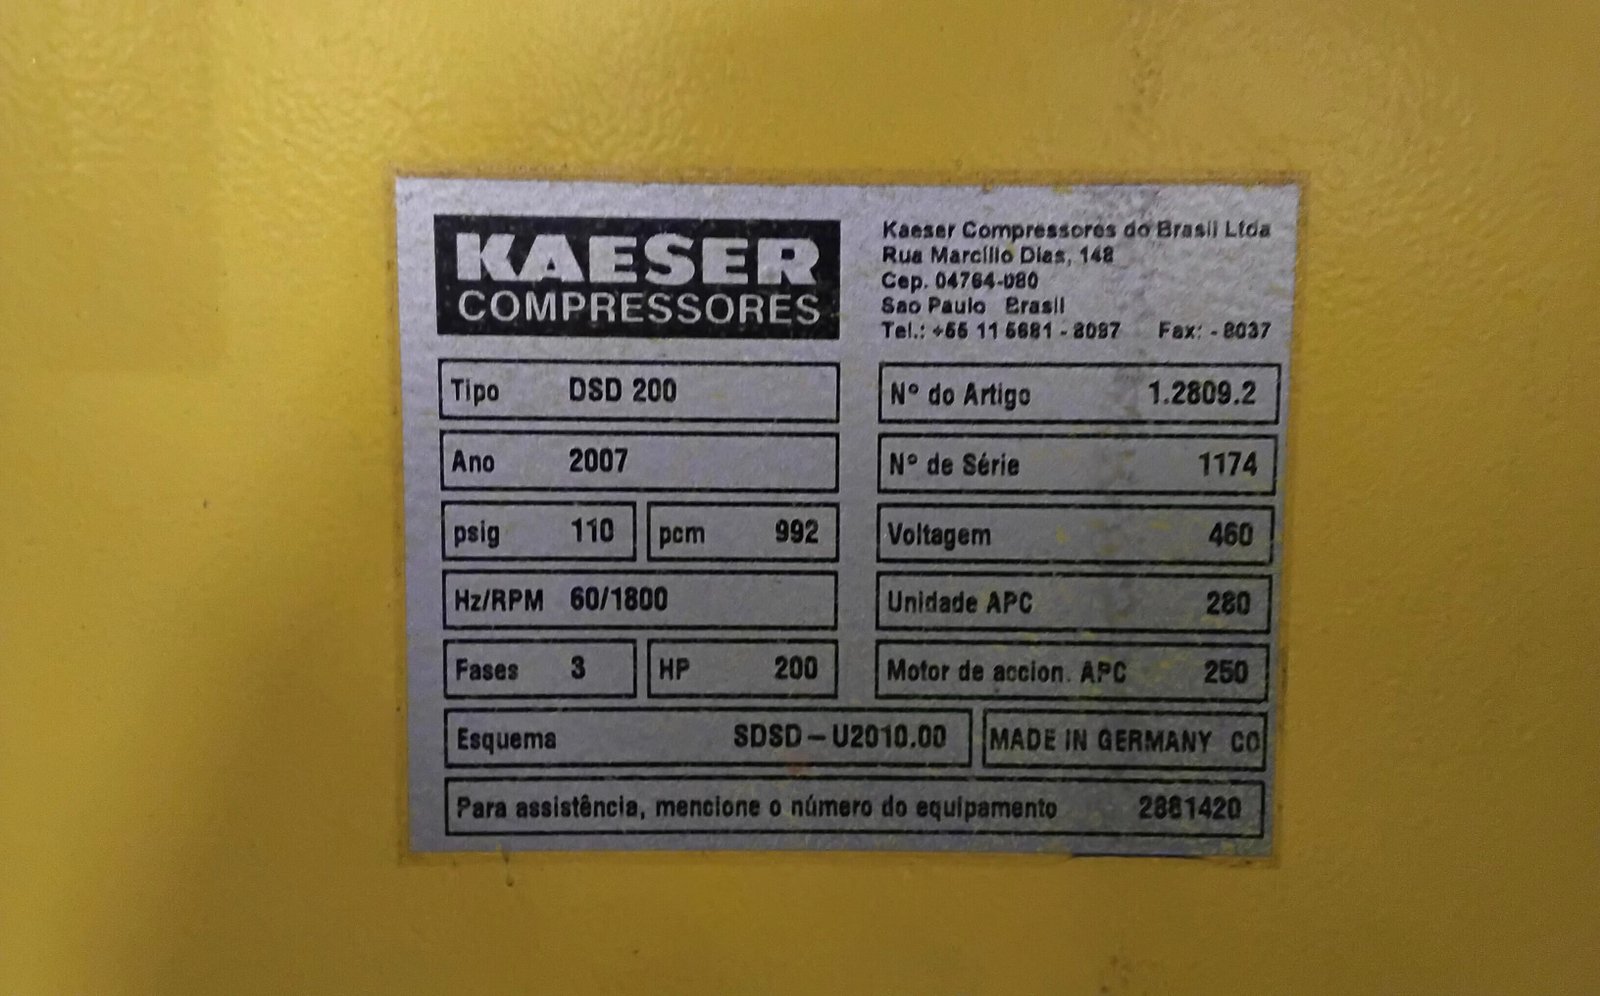 KAESER
COMPRESSORES
Kaeser Compressores do Brasil Ltda
Rua Marcilio Dias, 148
Cep. 04764-080
Sao Paulo Brasil
Tel.: +55 11 5681 - 8097 Fax: - 8037
Tipo DSD 200
Nº do Artigo 1.2809.2
Ano 2007
Nº de Série 1174
psig 110 pcm 992
Voltagem 460
Hz/RPM 60/1800
Unidade APC 280
Fases 3 HP 200
Motor de accion. APC 250
Esquema SDSD – U2010.00
MADE IN GERMANY CO
Para assistência, mencione o número do equipamento 2881420